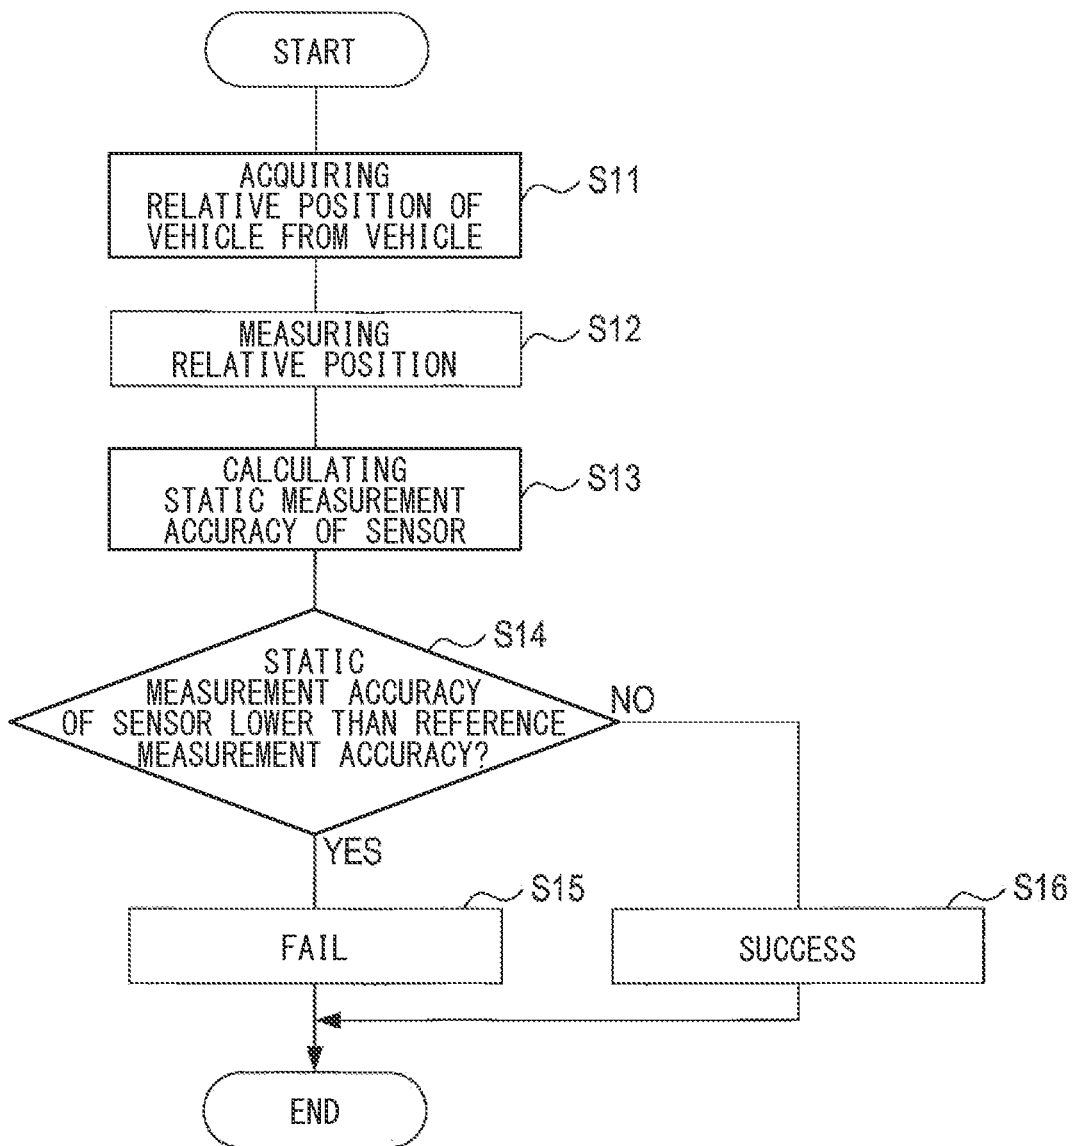 START
ACQUIRING
RELATIVE POSITION OF
VEHICLE FROM VEHICLE
S11
MEASURING
RELATIVE POSITION
S12
CALCULATING
STATIC MEASUREMENT
ACCURACY OF SENSOR
S13
S14
STATIC
MEASUREMENT ACCURACY
OF SENSOR LOWER THAN REFERENCE
MEASUREMENT ACCURACY?
NO
YES
S15
FAIL
S16
SUCCESS
END